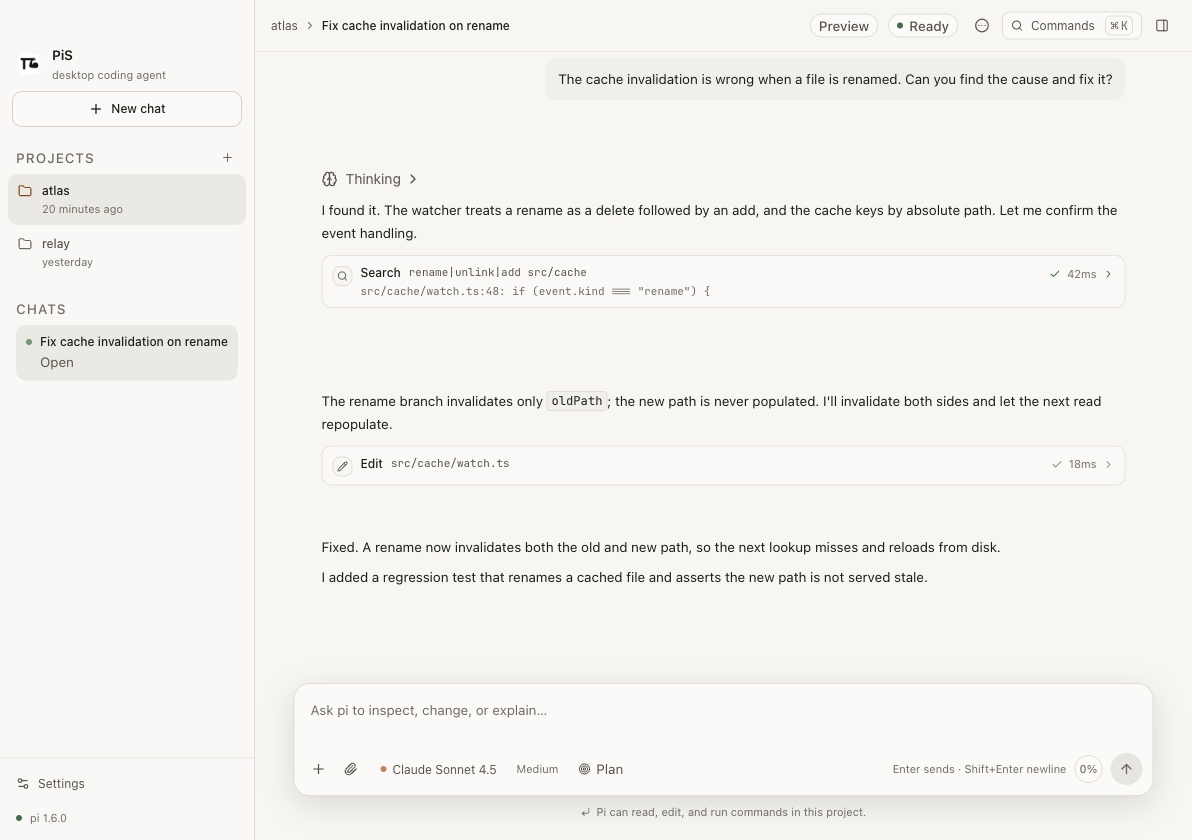 PiS
desktop coding agent
New chat
PROJECTS
atlas
20 minutes ago
relay
yesterday
CHATS
Fix cache invalidation on rename
Open
Settings
pi 1.6.0
atlas > Fix cache invalidation on rename
Preview
Ready
Commands
⌘K
The cache invalidation is wrong when a file is renamed. Can you find the cause and fix it?
Thinking
I found it. The watcher treats a rename as a delete followed by an add, and the cache keys by absolute path. Let me confirm the
event handling.
Search rename|unlink|add src/cache
42ms
src/cache/watch.ts:48: if (event.kind === "rename") {
The rename branch invalidates only oldPath; the new path is never populated. I'll invalidate both sides and let the next read
repopulate.
Edit src/cache/watch.ts
18ms
Fixed. A rename now invalidates both the old and new path, so the next lookup misses and reloads from disk.
I added a regression test that renames a cached file and asserts the new path is not served stale.
Ask pi to inspect, change, or explain…
Claude Sonnet 4.5
Medium
Plan
Enter sends · Shift+Enter newline
0%
Pi can read, edit, and run commands in this project.